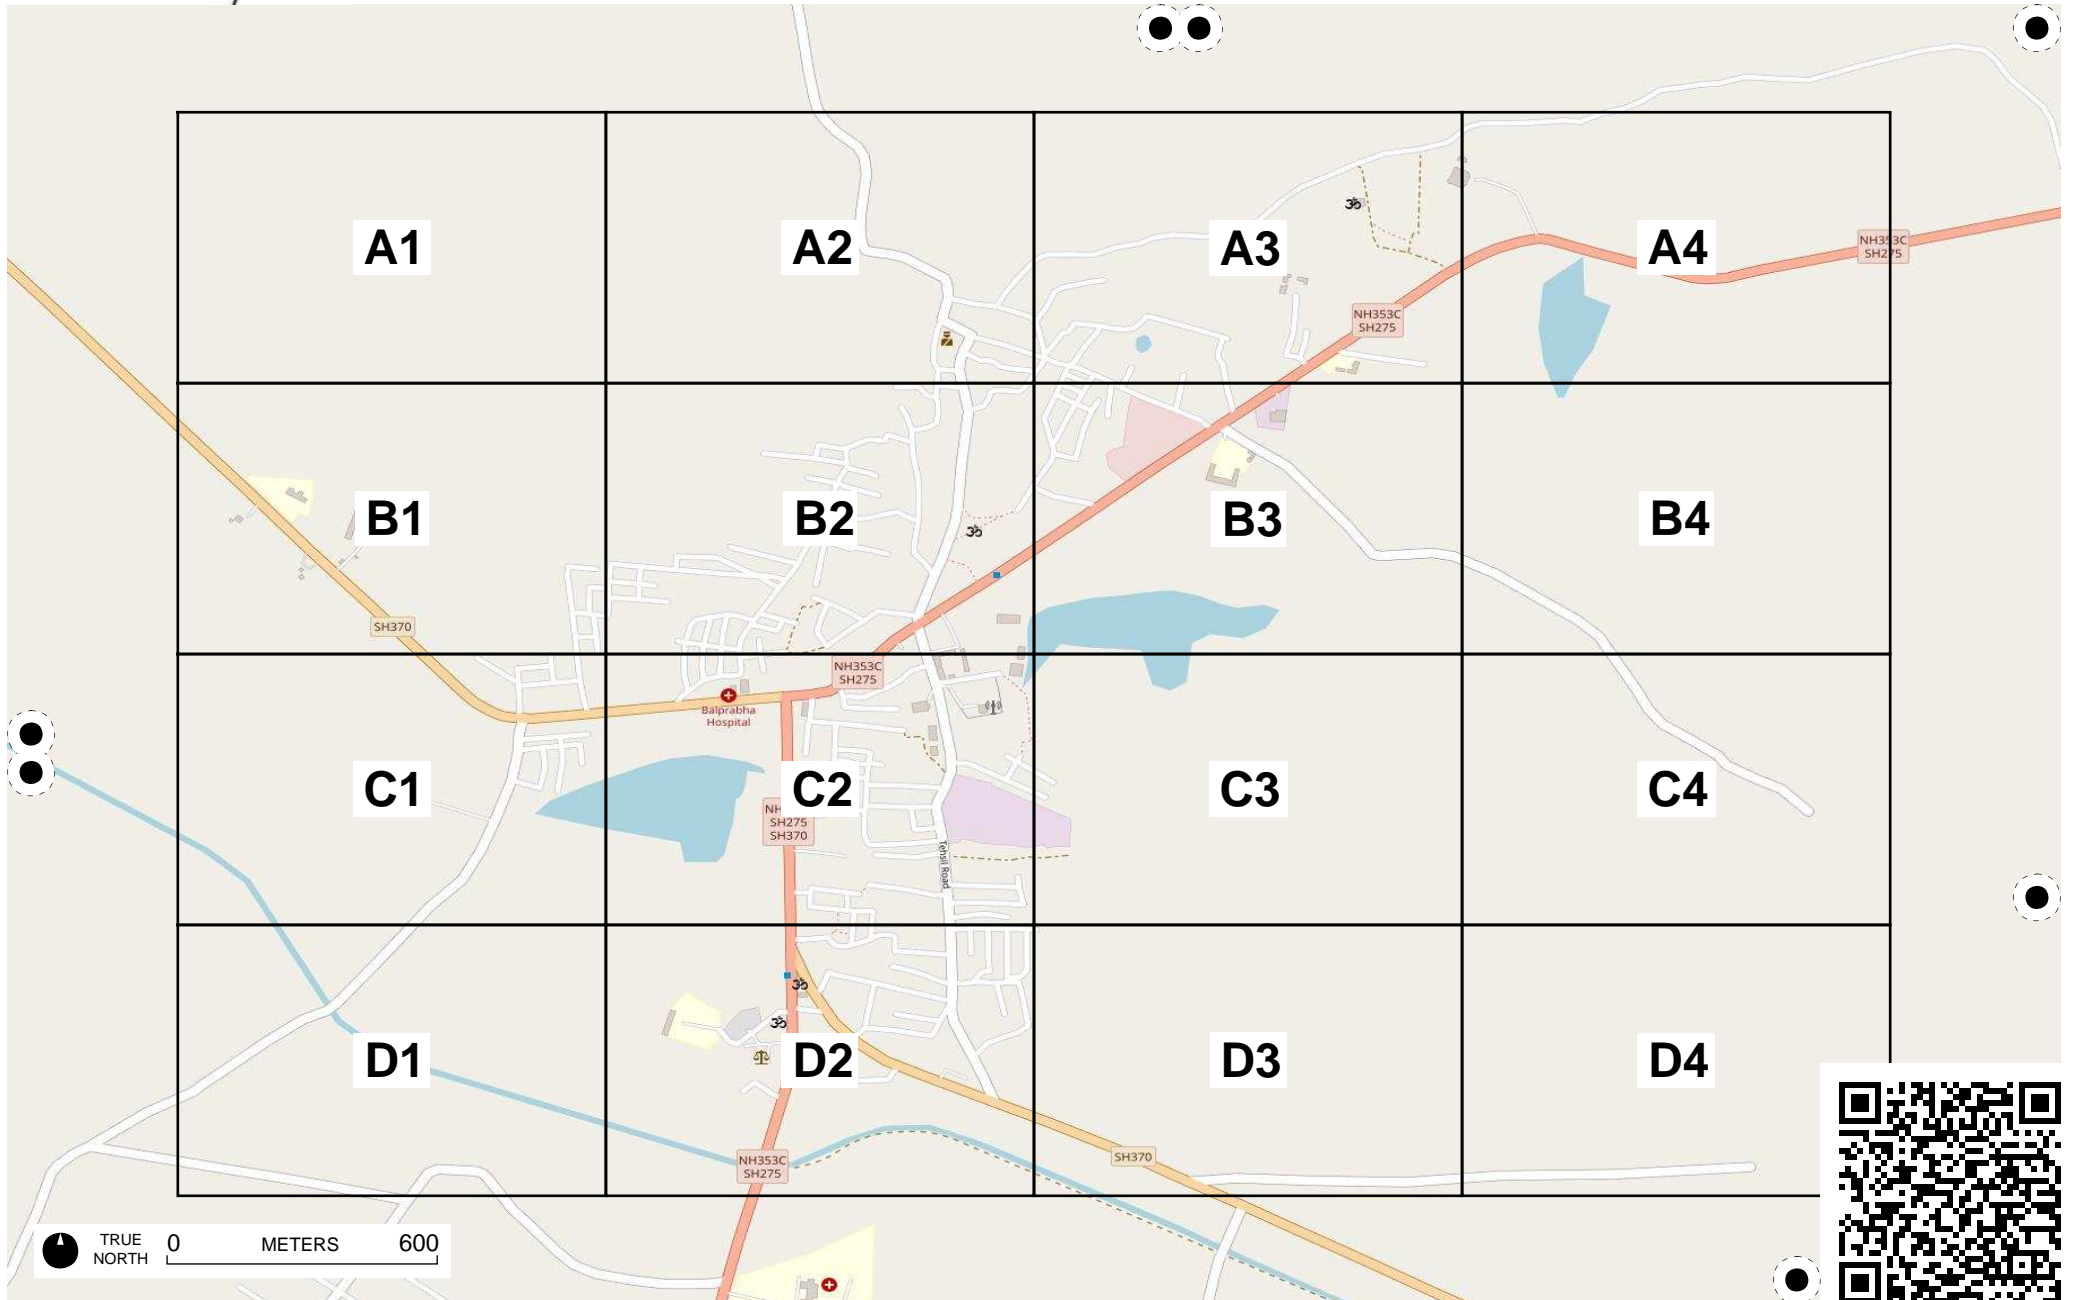 A1
A2
A3
A4
NH353C
SH275
NH353C
SH275
B1
B2
B3
B4
SH370
NH353C
SH275
Balprabha
Hospital
C1
C2
C3
C4
SH275
SH370
Tehsil Road
D1
D2
D3
D4
NH353C
SH275
SH370
TRUE
NORTH
0
METERS
600